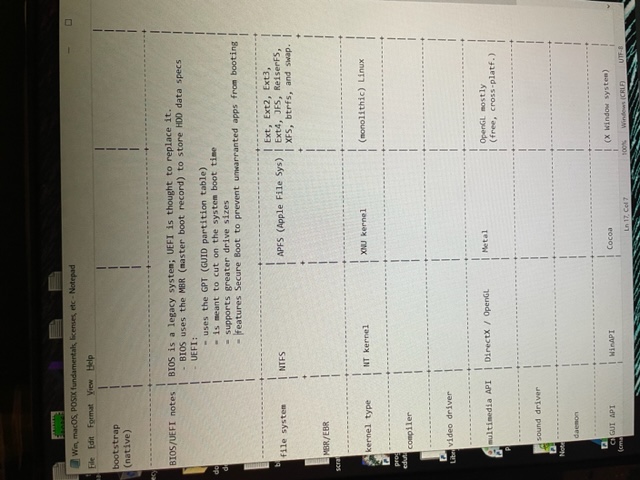 Win, macOS, POSIX fundamentals, licenses, etc - Notepad
File Edit Format View Help
bootstrap
(native)
BIOS/UEFI notes
BIOS is a legacy system; UEFI is thought to replace it.
- BIOS uses the MBR (master boot record) to store HDD data specs
- UEFI:
= uses the GPT (GUID partition table)
= is meant to cut on the system boot time
= supports greater drive sizes
= features Secure Boot to prevent unwarranted apps from booting
file system NTFS APFS (Apple File Sys) Ext, Ext2, Ext3,
Ext4, JFS, ReiserFS,
XFS, btrfs, and swap.
MBR/EBR
kernel type NT kernel XNU kernel (monolithic) Linux
compiler
video driver
multimedia API DirectX / OpenGL Metal OpenGL mostly
(free, cross-platf.)
sound driver
daemon
GUI API WinAPI Cocoa (X Window system)
Ln 17, Col 7 100% Windows (CRLF) UTF-8